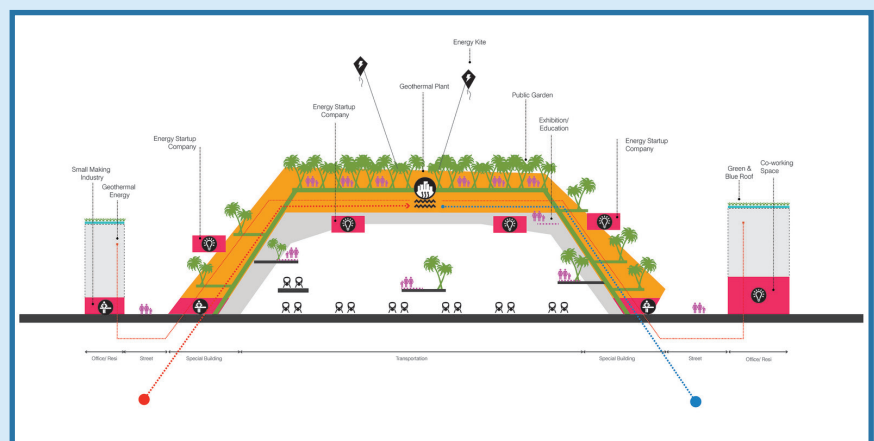 Energy Kite
Geothermal Plant
Public Garden
Energy Startup
Company
Exhibition/
Education
Energy Startup
Company
Energy Startup
Company
Small Making
Industry
Geothermal
Energy
Green &
Blue Roof
Co-working
Space
Office/ Resi
Street
Special Building
Transportation
Special Building
Street
Office/ Resi